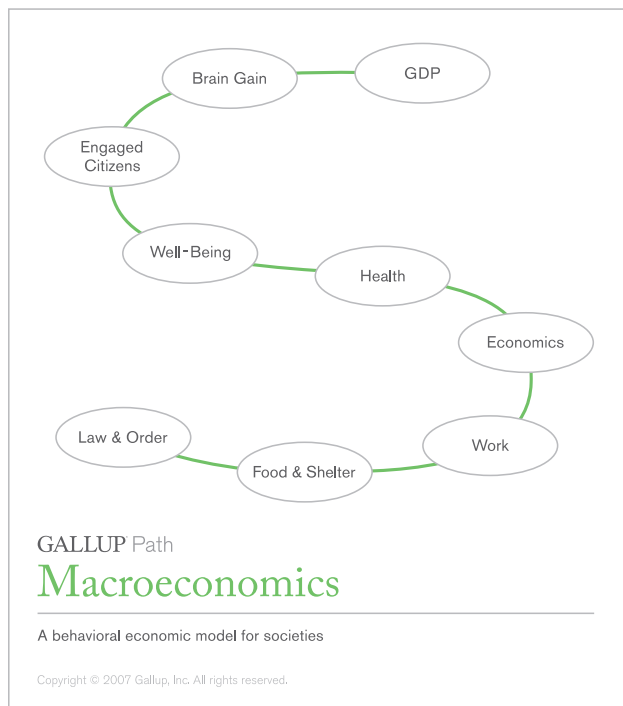 Brain Gain
GDP
Engaged
Citizens
Well-Being
Health
Economics
Law & Order
Food & Shelter
Work
GALLUP Path
Macroeconomics
A behavioral economic model for societies
Copyright © 2007 Gallup, Inc. All rights reserved.